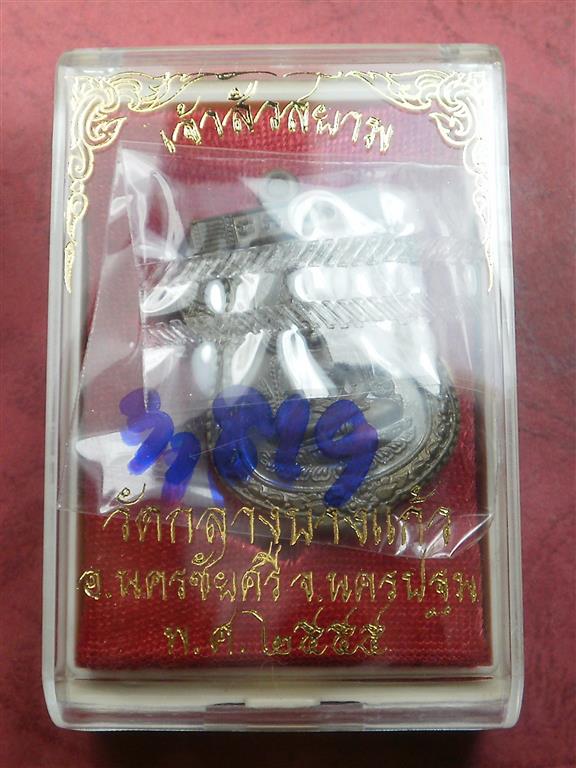 เจ้าสัวสยาม
วัดกลางบางแก้ว
อ.นครชัยศรี จ.นครปฐม
พ.ศ.๒๕๕๕